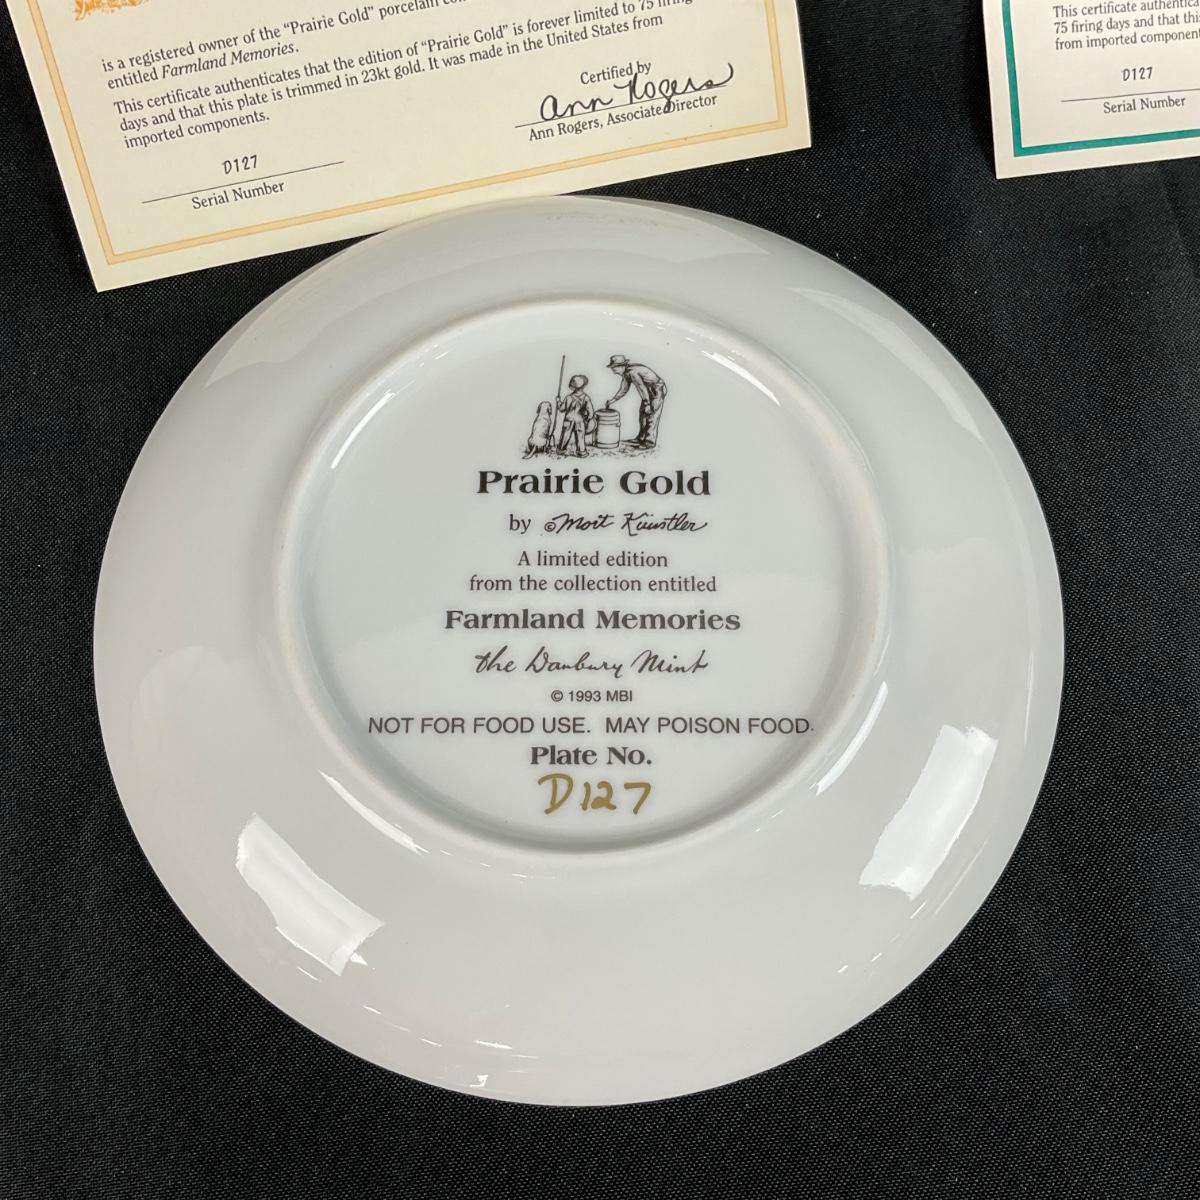 is a registered owner of the “Prairie Gold” porcelain
entitled Farmland Memories.
This certificate authenticates that the edition of “Prairie Gold” is forever limited to 75 firing
days and that this plate is trimmed in 23kt gold. It was made in the United States from
imported components.
Certified by
Ann Rogers
Ann Rogers, Associate Director
D127
Serial Number
This certificate
75 firing days and that
from imported
D127
Serial Number
Prairie Gold
by ©Mort Künstler
A limited edition
from the collection entitled
Farmland Memories
the Danbury Mint
© 1993 MBI
NOT FOR FOOD USE. MAY POISON FOOD.
Plate No.
D127